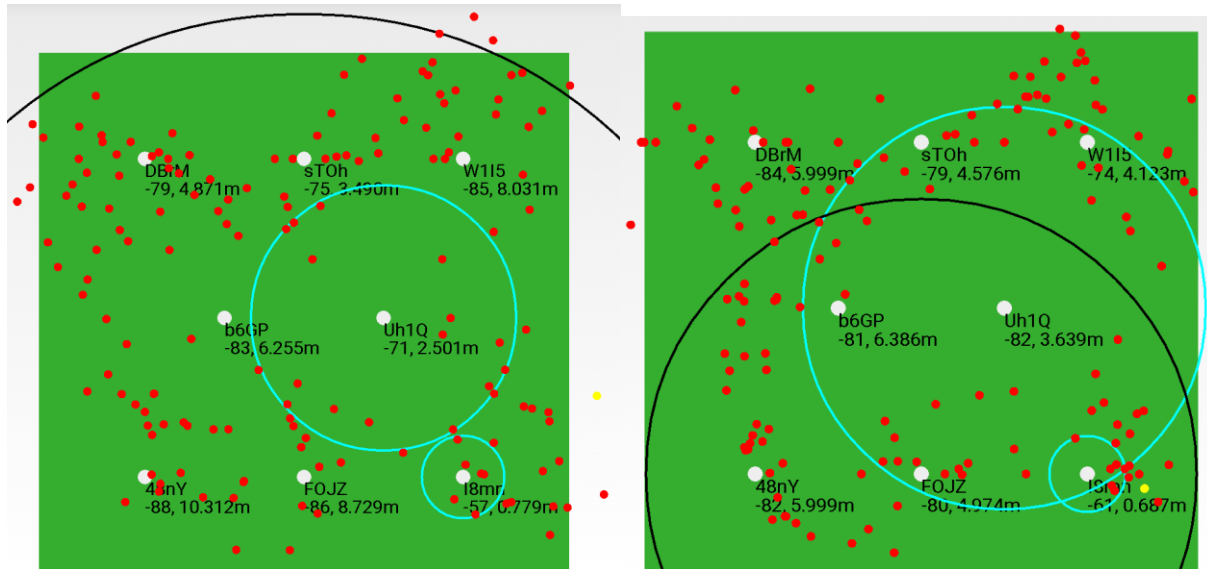 DBrM
-79, 4.871m
sTOh
-75, 3.490m
W1I5
-85, 8.031m
b6GP
-83, 6.255m
Uh1Q
-71, 2.501m
48nY
-88, 10.312m
FOJZ
-86, 8.729m
I8mn
-57, 0.779m
DBrM
-84, 5.999m
sTOh
-79, 4.576m
W1I5
-74, 4.123m
b6GP
-81, 6.386m
Uh1Q
-82, 3.639m
48nY
-82, 5.999m
FOJZ
-80, 4.974m
I8mn
-61, 0.687m